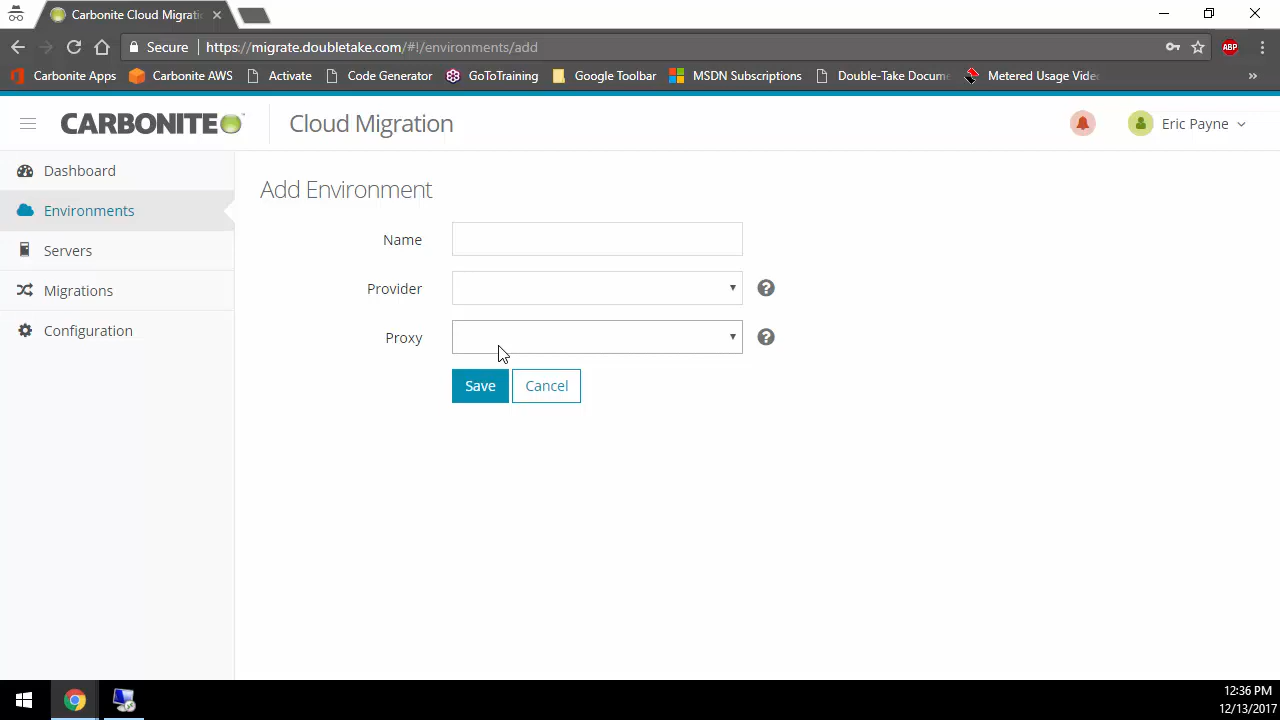 Carbonite Cloud Migrati
Secure
https://migrate.doubletake.com/#!/environments/add
ABP
Carbonite Apps
Carbonite AWS
Activate
Code Generator
GoToTraining
Google Toolbar
MSDN Subscriptions
Double-Take Docume
Metered Usage Vide
»
CARBONITE
Cloud Migration
Eric Payne
Dashboard
Environments
Servers
Migrations
Configuration
Add Environment
Name
Provider
?
Proxy
?
Save
Cancel
12:36 PM
12/13/2017